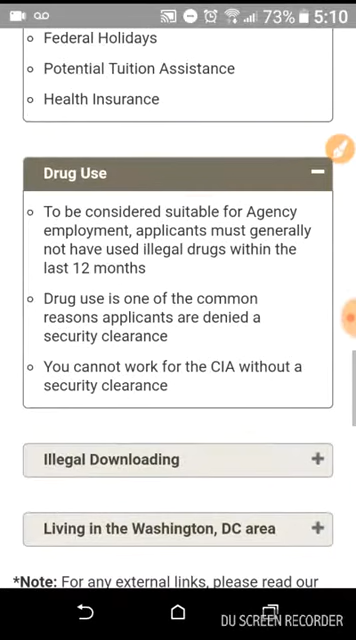 73% 5:10
Federal Holidays
Potential Tuition Assistance
Health Insurance
Drug Use
To be considered suitable for Agency
employment, applicants must generally
not have used illegal drugs within the
last 12 months
Drug use is one of the common
reasons applicants are denied a
security clearance
You cannot work for the CIA without a
security clearance
Illegal Downloading
Living in the Washington, DC area
*Note: For any external links, please read our
DU SCREEN RECORDER